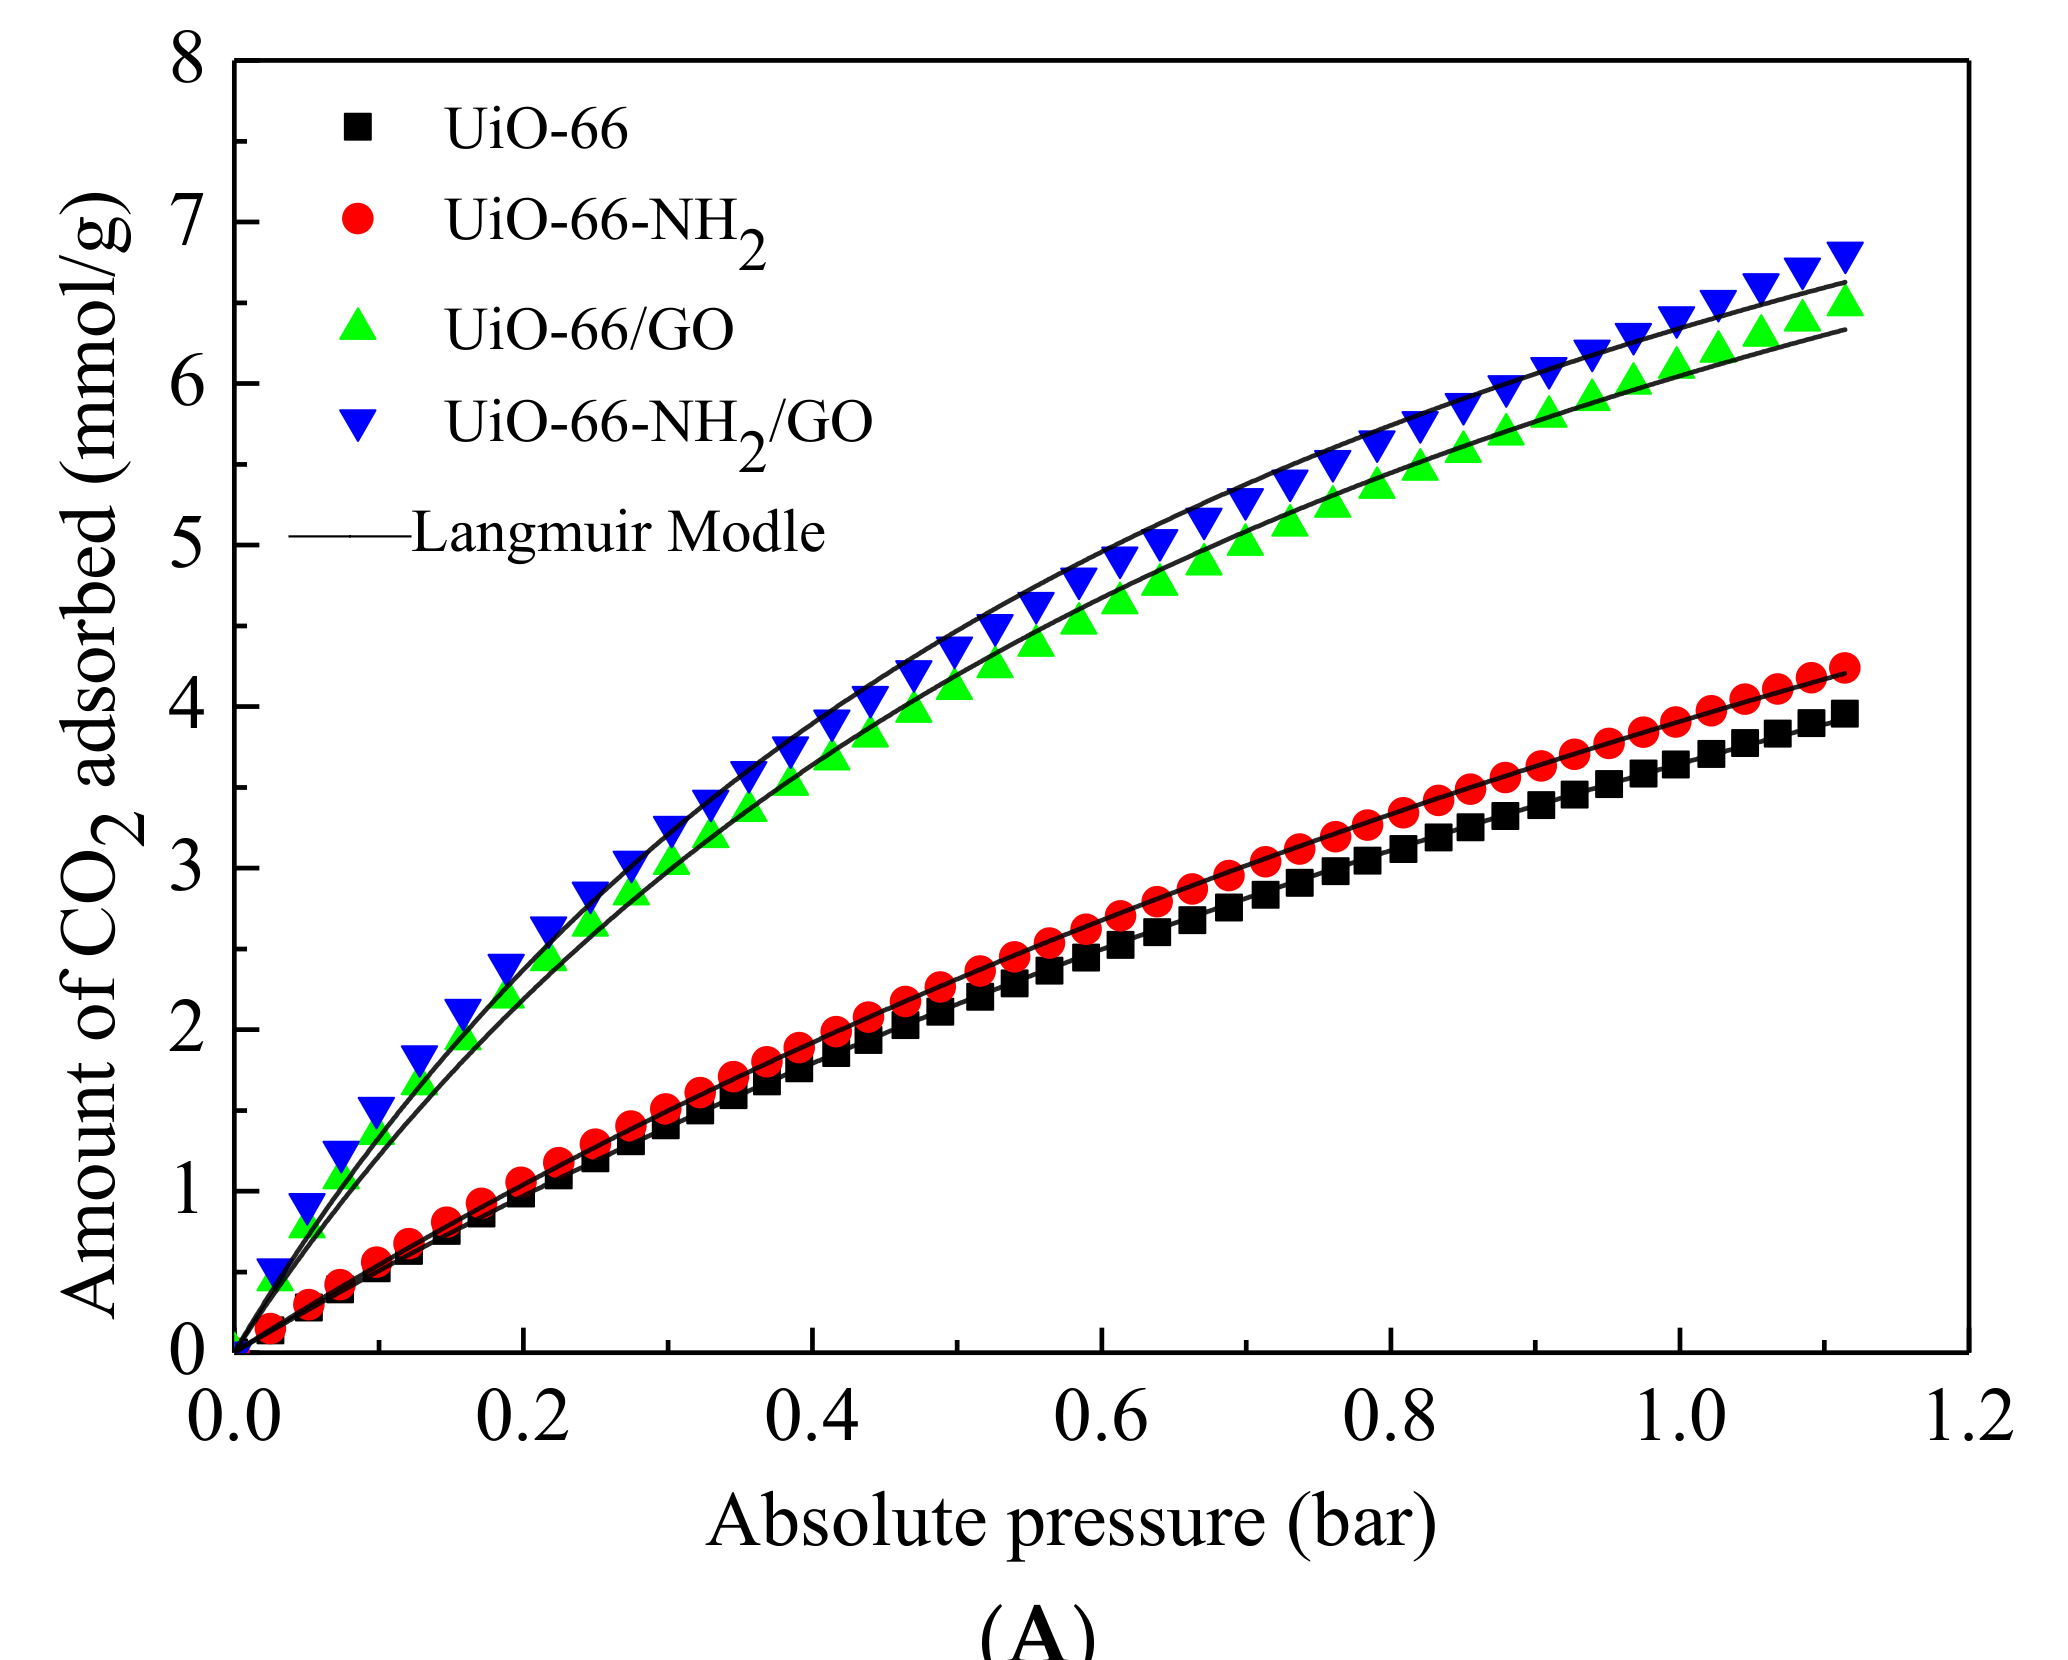 8
7
6
5
4
3
2
1
0
Amount of CO2 adsorbed (mmol/g)
UiO-66
UiO-66-NH2
UiO-66/GO
UiO-66-NH2/GO
Langmuir Modle
0.0 0.2 0.4 0.6 0.8 1.0 1.2
Absolute pressure (bar)
(A)